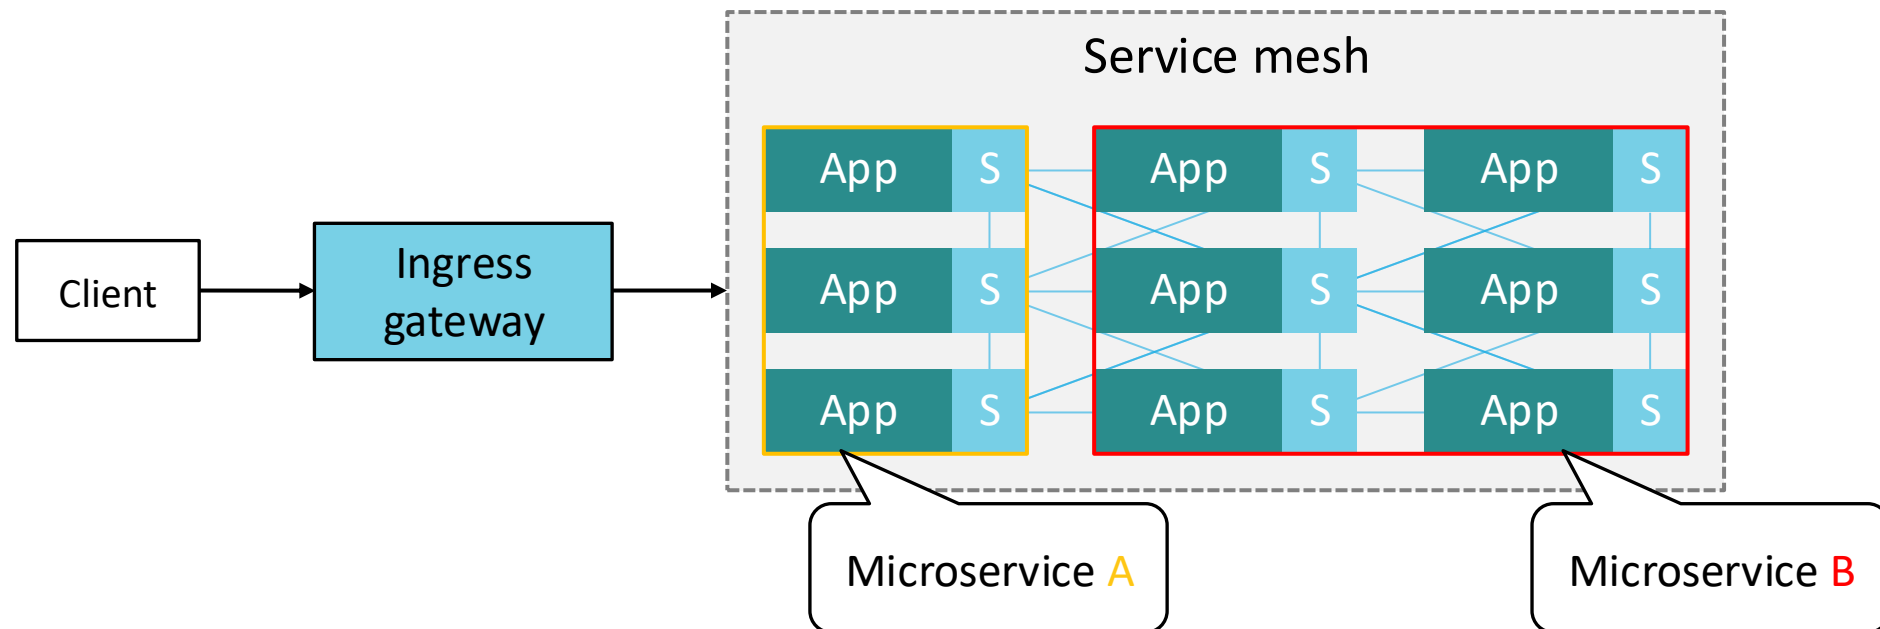 Service mesh
App S App S App S
Client
Ingress
gateway
App S App S App S
App S App S App S
Microservice A
Microservice B